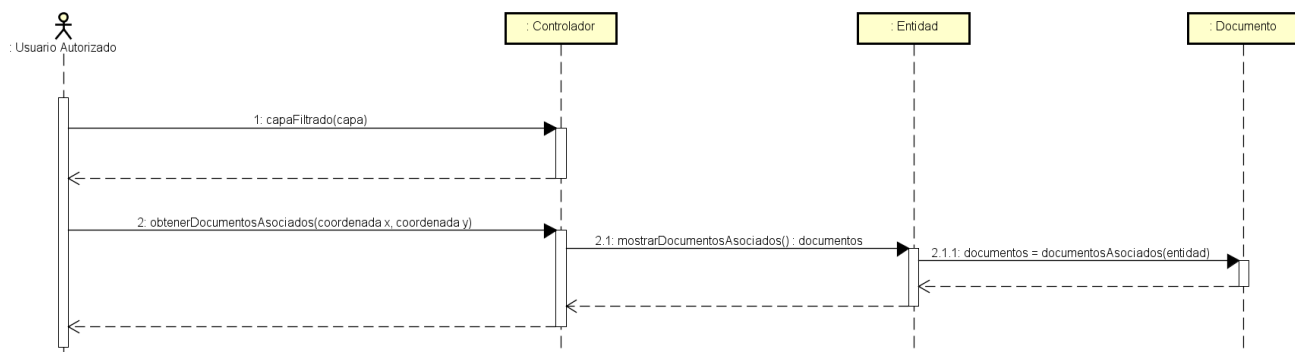 : Usuario Autorizado
: Controlador
: Entidad
: Documento
1: capaFiltrado(capa)
2: obtenerDocumentosAsociados(coordenada x, coordenada y)
2.1: mostrarDocumentosAsociados() : documentos
2.1.1: documentos = documentosAsociados(entidad)